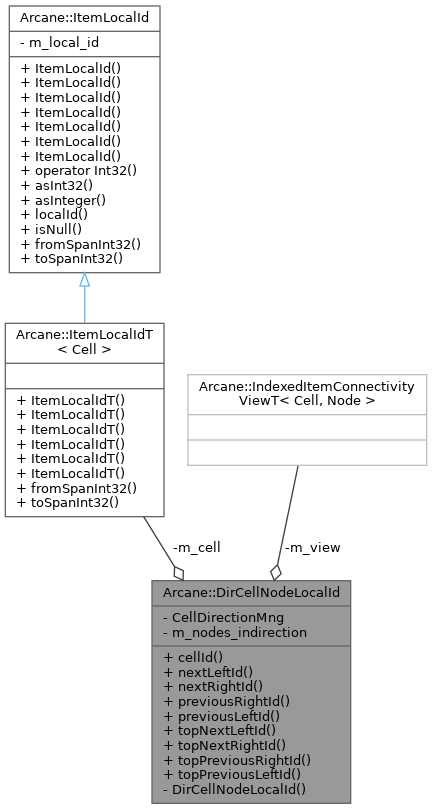 Arcane::ItemLocalId
- m_local_id
+ ItemLocalId()
+ ItemLocalId()
+ ItemLocalId()
+ ItemLocalId()
+ ItemLocalId()
+ ItemLocalId()
+ ItemLocalId()
+ operator Int32()
+ asInt32()
+ asInteger()
+ localId()
+ isNull()
+ fromSpanInt32()
+ toSpanInt32()
Arcane::ItemLocalIdT
< Cell >
+ ItemLocalIdT()
+ ItemLocalIdT()
+ ItemLocalIdT()
+ ItemLocalIdT()
+ ItemLocalIdT()
+ ItemLocalIdT()
+ fromSpanInt32()
+ toSpanInt32()
Arcane::IndexedItemConnectivity
ViewT< Cell, Node >
-m_cell
-m_view
Arcane::DirCellNodeLocalId
- CellDirectionMng
- m_nodes_indirection
+ cellId()
+ nextLeftId()
+ nextRightId()
+ previousRightId()
+ previousLeftId()
+ topNextLeftId()
+ topNextRightId()
+ topPreviousRightId()
+ topPreviousLeftId()
- DirCellNodeLocalId()